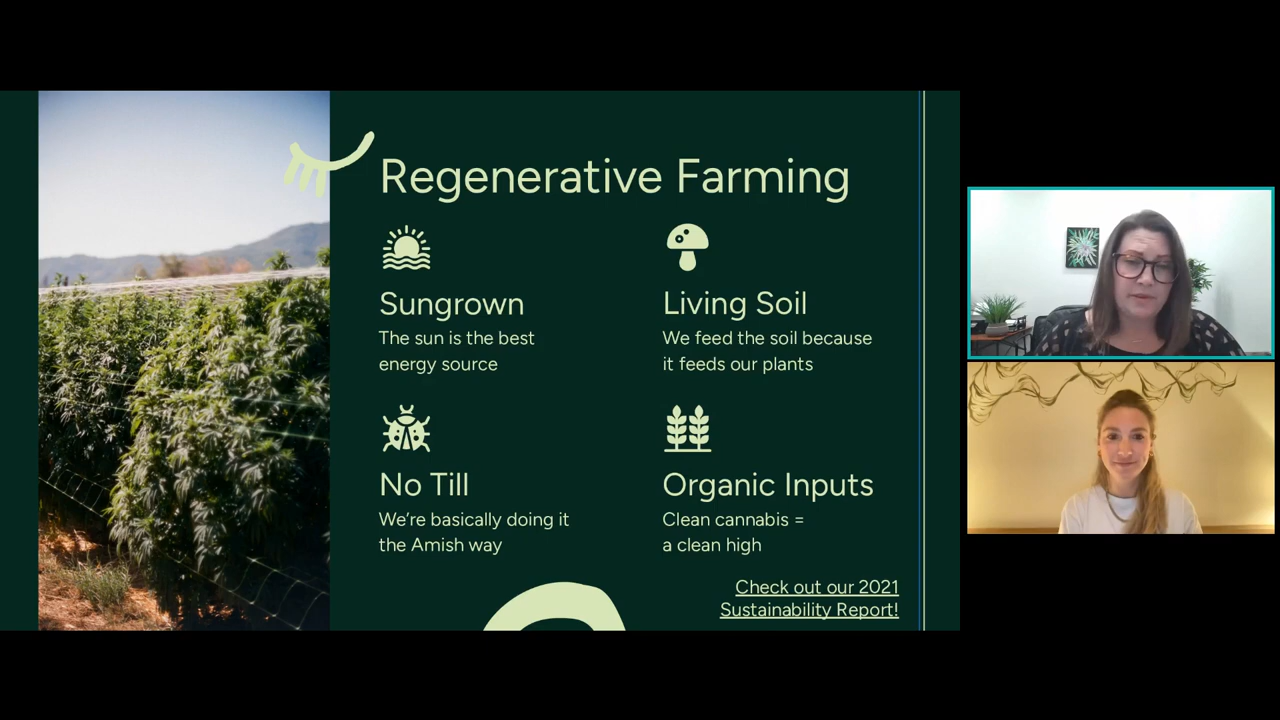 Regenerative Farming
Sungrown
The sun is the best
energy source
Living Soil
We feed the soil because
it feeds our plants
No Till
We’re basically doing it
the Amish way
Organic Inputs
Clean cannabis =
a clean high
Check out our 2021
Sustainability Report!